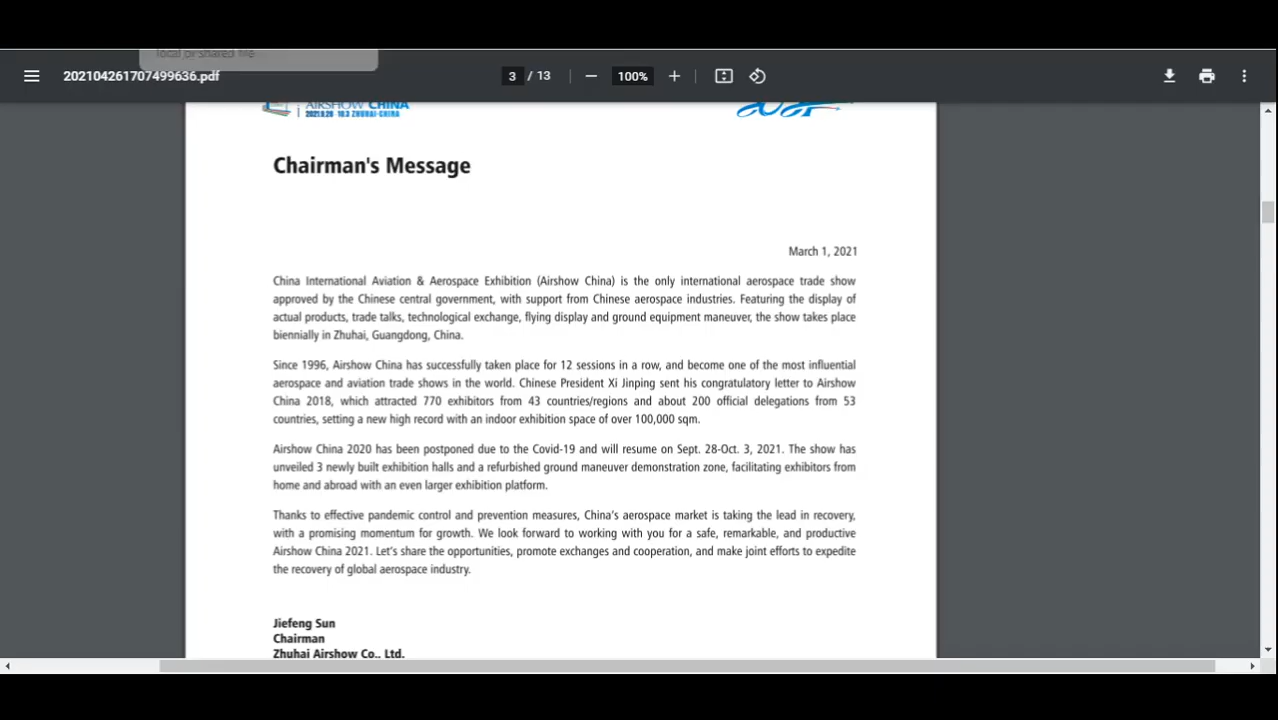 local or shared file
202104261707499636.pdf
3 / 13
100%
AIRSHOW CHINA
2021.9.28 - 10.3 ZHUHAI·CHINA
Chairman's Message
March 1, 2021
China International Aviation & Aerospace Exhibition (Airshow China) is the only international aerospace trade show
approved by the Chinese central government, with support from Chinese aerospace industries. Featuring the display of
actual products, trade talks, technological exchange, flying display and ground equipment maneuver, the show takes place
biennially in Zhuhai, Guangdong, China.
Since 1996, Airshow China has successfully taken place for 12 sessions in a row, and become one of the most influential
aerospace and aviation trade shows in the world. Chinese President Xi Jinping sent his congratulatory letter to Airshow
China 2018, which attracted 770 exhibitors from 43 countries/regions and about 200 official delegations from 53
countries, setting a new high record with an indoor exhibition space of over 100,000 sqm.
Airshow China 2020 has been postponed due to the Covid-19 and will resume on Sept. 28-Oct. 3, 2021. The show has
unveiled 3 newly built exhibition halls and a refurbished ground maneuver demonstration zone, facilitating exhibitors from
home and abroad with an even larger exhibition platform.
Thanks to effective pandemic control and prevention measures, China's aerospace market is taking the lead in recovery,
with a promising momentum for growth. We look forward to working with you for a safe, remarkable, and productive
Airshow China 2021. Let's share the opportunities, promote exchanges and cooperation, and make joint efforts to expedite
the recovery of global aerospace industry.
Jiefeng Sun
Chairman
Zhuhai Airshow Co., Ltd.